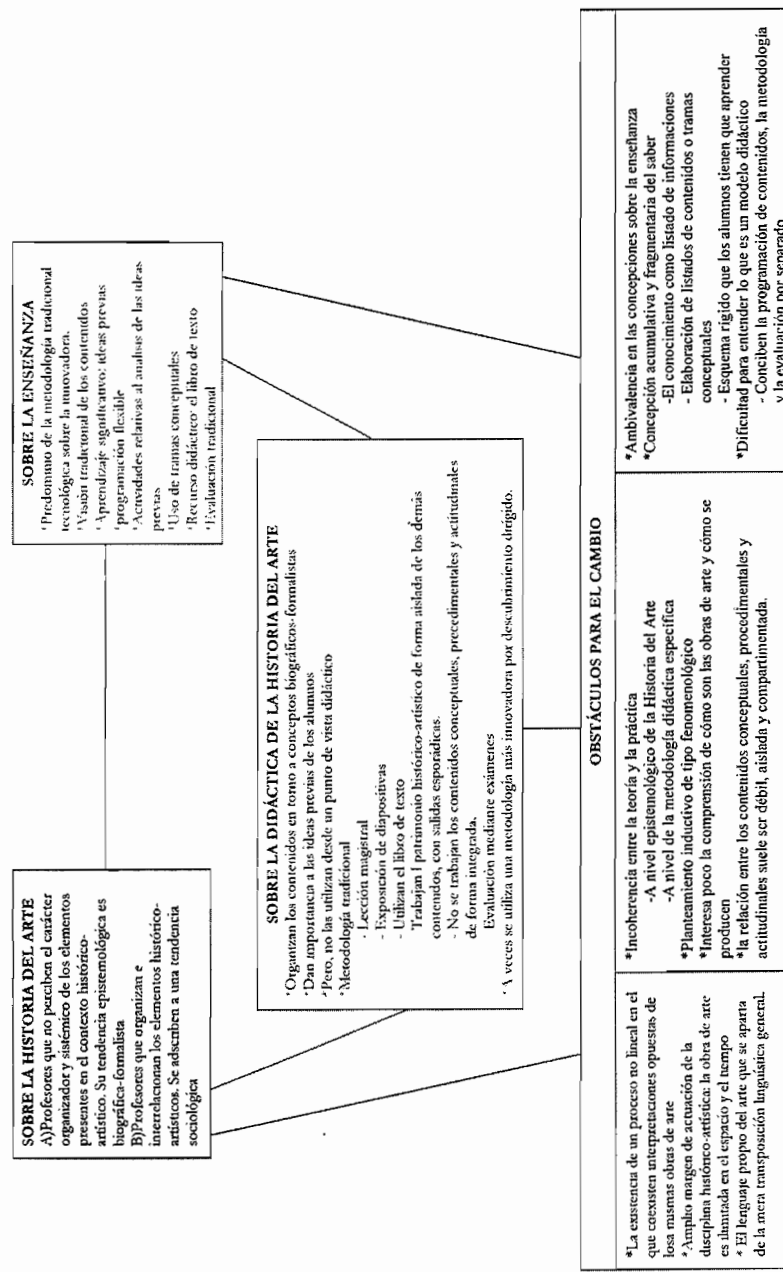 SOBRE LA HISTORIA DEL ARTE
A)Profesores que no perciben el carácter
organizador y sistémico de los elementos
presentes en el contexto histórico-
artístico. Su tendencia epistemológica es
biográfica-formalista
B)Profesores que organizan e
interrelacionan los elementos histórico-
artísticos. Se adscriben a una tendencia
sociológica
SOBRE LA ENSEÑANZA
*Predominio de la metodología tradicional
tecnológica sobre la innovadora.
*Visión tradicional de los contenidos
*Aprendizaje significativo: ideas previas
*programación flexible
*Actividades relativas al analisis de las ideas
previas
*Uso de tramas conceptuales
*Recurso didáctico: el libro de texto
*Evaluación tradicional
SOBRE LA DIDÁCTICA DE LA HISTORIA DEL ARTE
*Organizan los contenidos en torno a conceptos biográficos-formalistas
*Dan importancia a las ideas previas de los alumnos
*Pero, no las utilizan desde un punto de vista didáctico
*Metodología tradicional
- Lección magistral
- Exposición de diapositivas
- Utilizan el libro de texto
Trabajan l patrimonio histórico-artístico de forma aislada de los demás
contenidos, con salidas esporádicas.
- No se trabajan los contenidos conceptuales, precedimentales y actitudinales
de forma integrada.
Evaluación mediante exámenes
*A veces se utiliza una metodología más innovadora por descubrimiento dirigido.
OBSTÁCULOS PARA EL CAMBIO
*La existencia de un proceso no lineal en el
que coexisten interpretaciones opuestas de
losa mismas obras de arte
*Amplio margen de actuación de la
disciplina histórico-artística: la obra de arte
es ilimitada en el espacio y el tiempo
* El lenguaje propio del arte que se aparta
de la mera transposición linguística general.
*Incoherencia entre la teoría y la práctica
-A nivel epistemológico de la Historia del Arte
-A nivel de la metodología didáctica específica
*Planteamiento inductivo de tipo fenomenológico
*Interesa poco la comprensión de cómo son las obras de arte y cómo se
producen
*la relación entre los contenidos conceptuales, procedimentales y
actitudinales suele ser débil, aislada y compartimentada.
*Ambivalencia en las concepciones sobre la enseñanza
*Concepción acumulativa y fragmentaria del saber
-El conocimiento como listado de informaciones
- Elaboración de listados de contenidos o tramas
conceptuales
- Esquema rígido que los alumnos tienen que aprender
*Dificultad para entender lo que es un modelo didáctico
- Conciben la programación de contenidos, la metodología
y la evaluación por separado